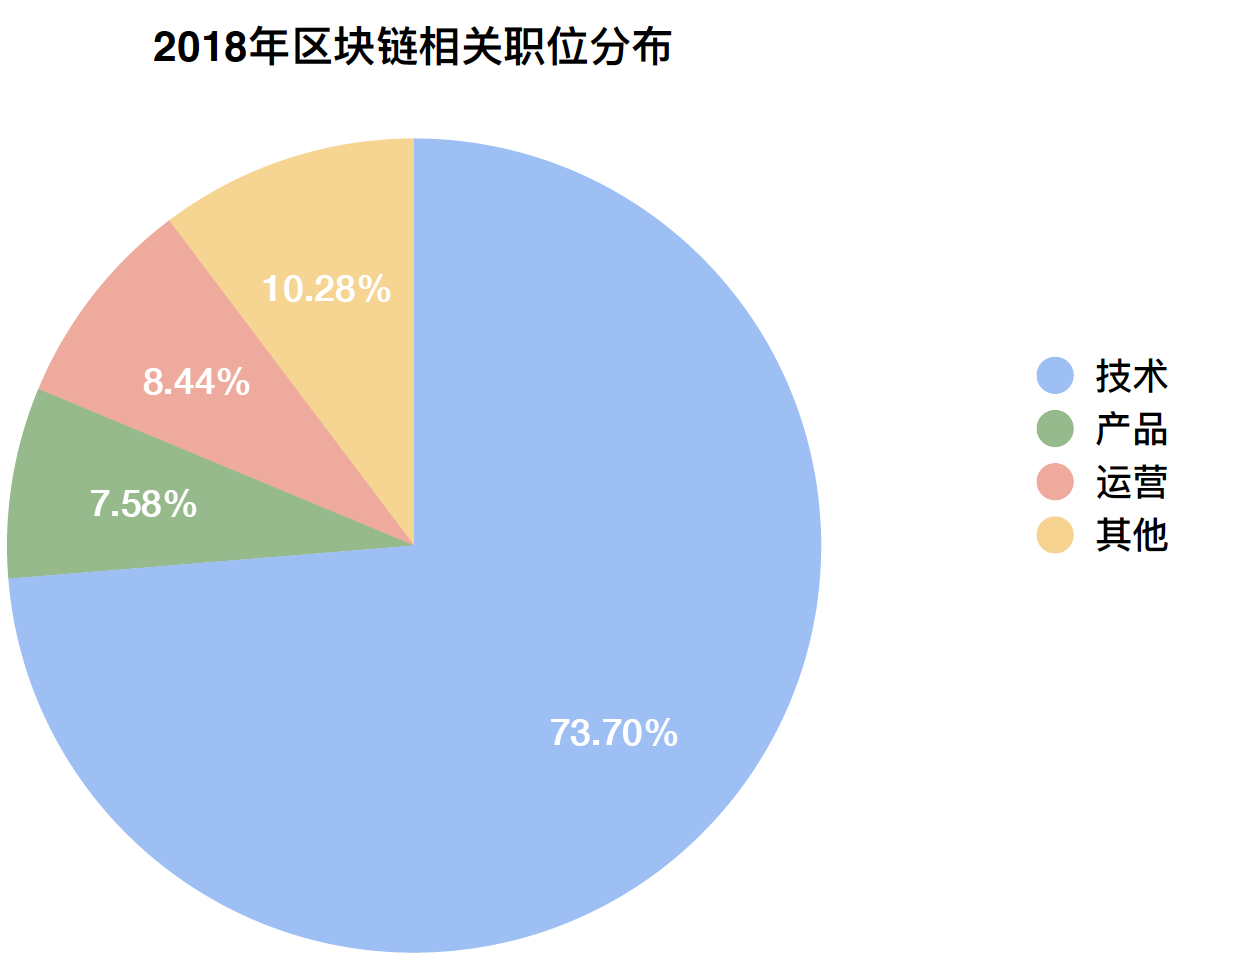 2018年区块链相关职位分布
10.28%
8.44%
7.58%
73.70%
技术
产品
运营
其他